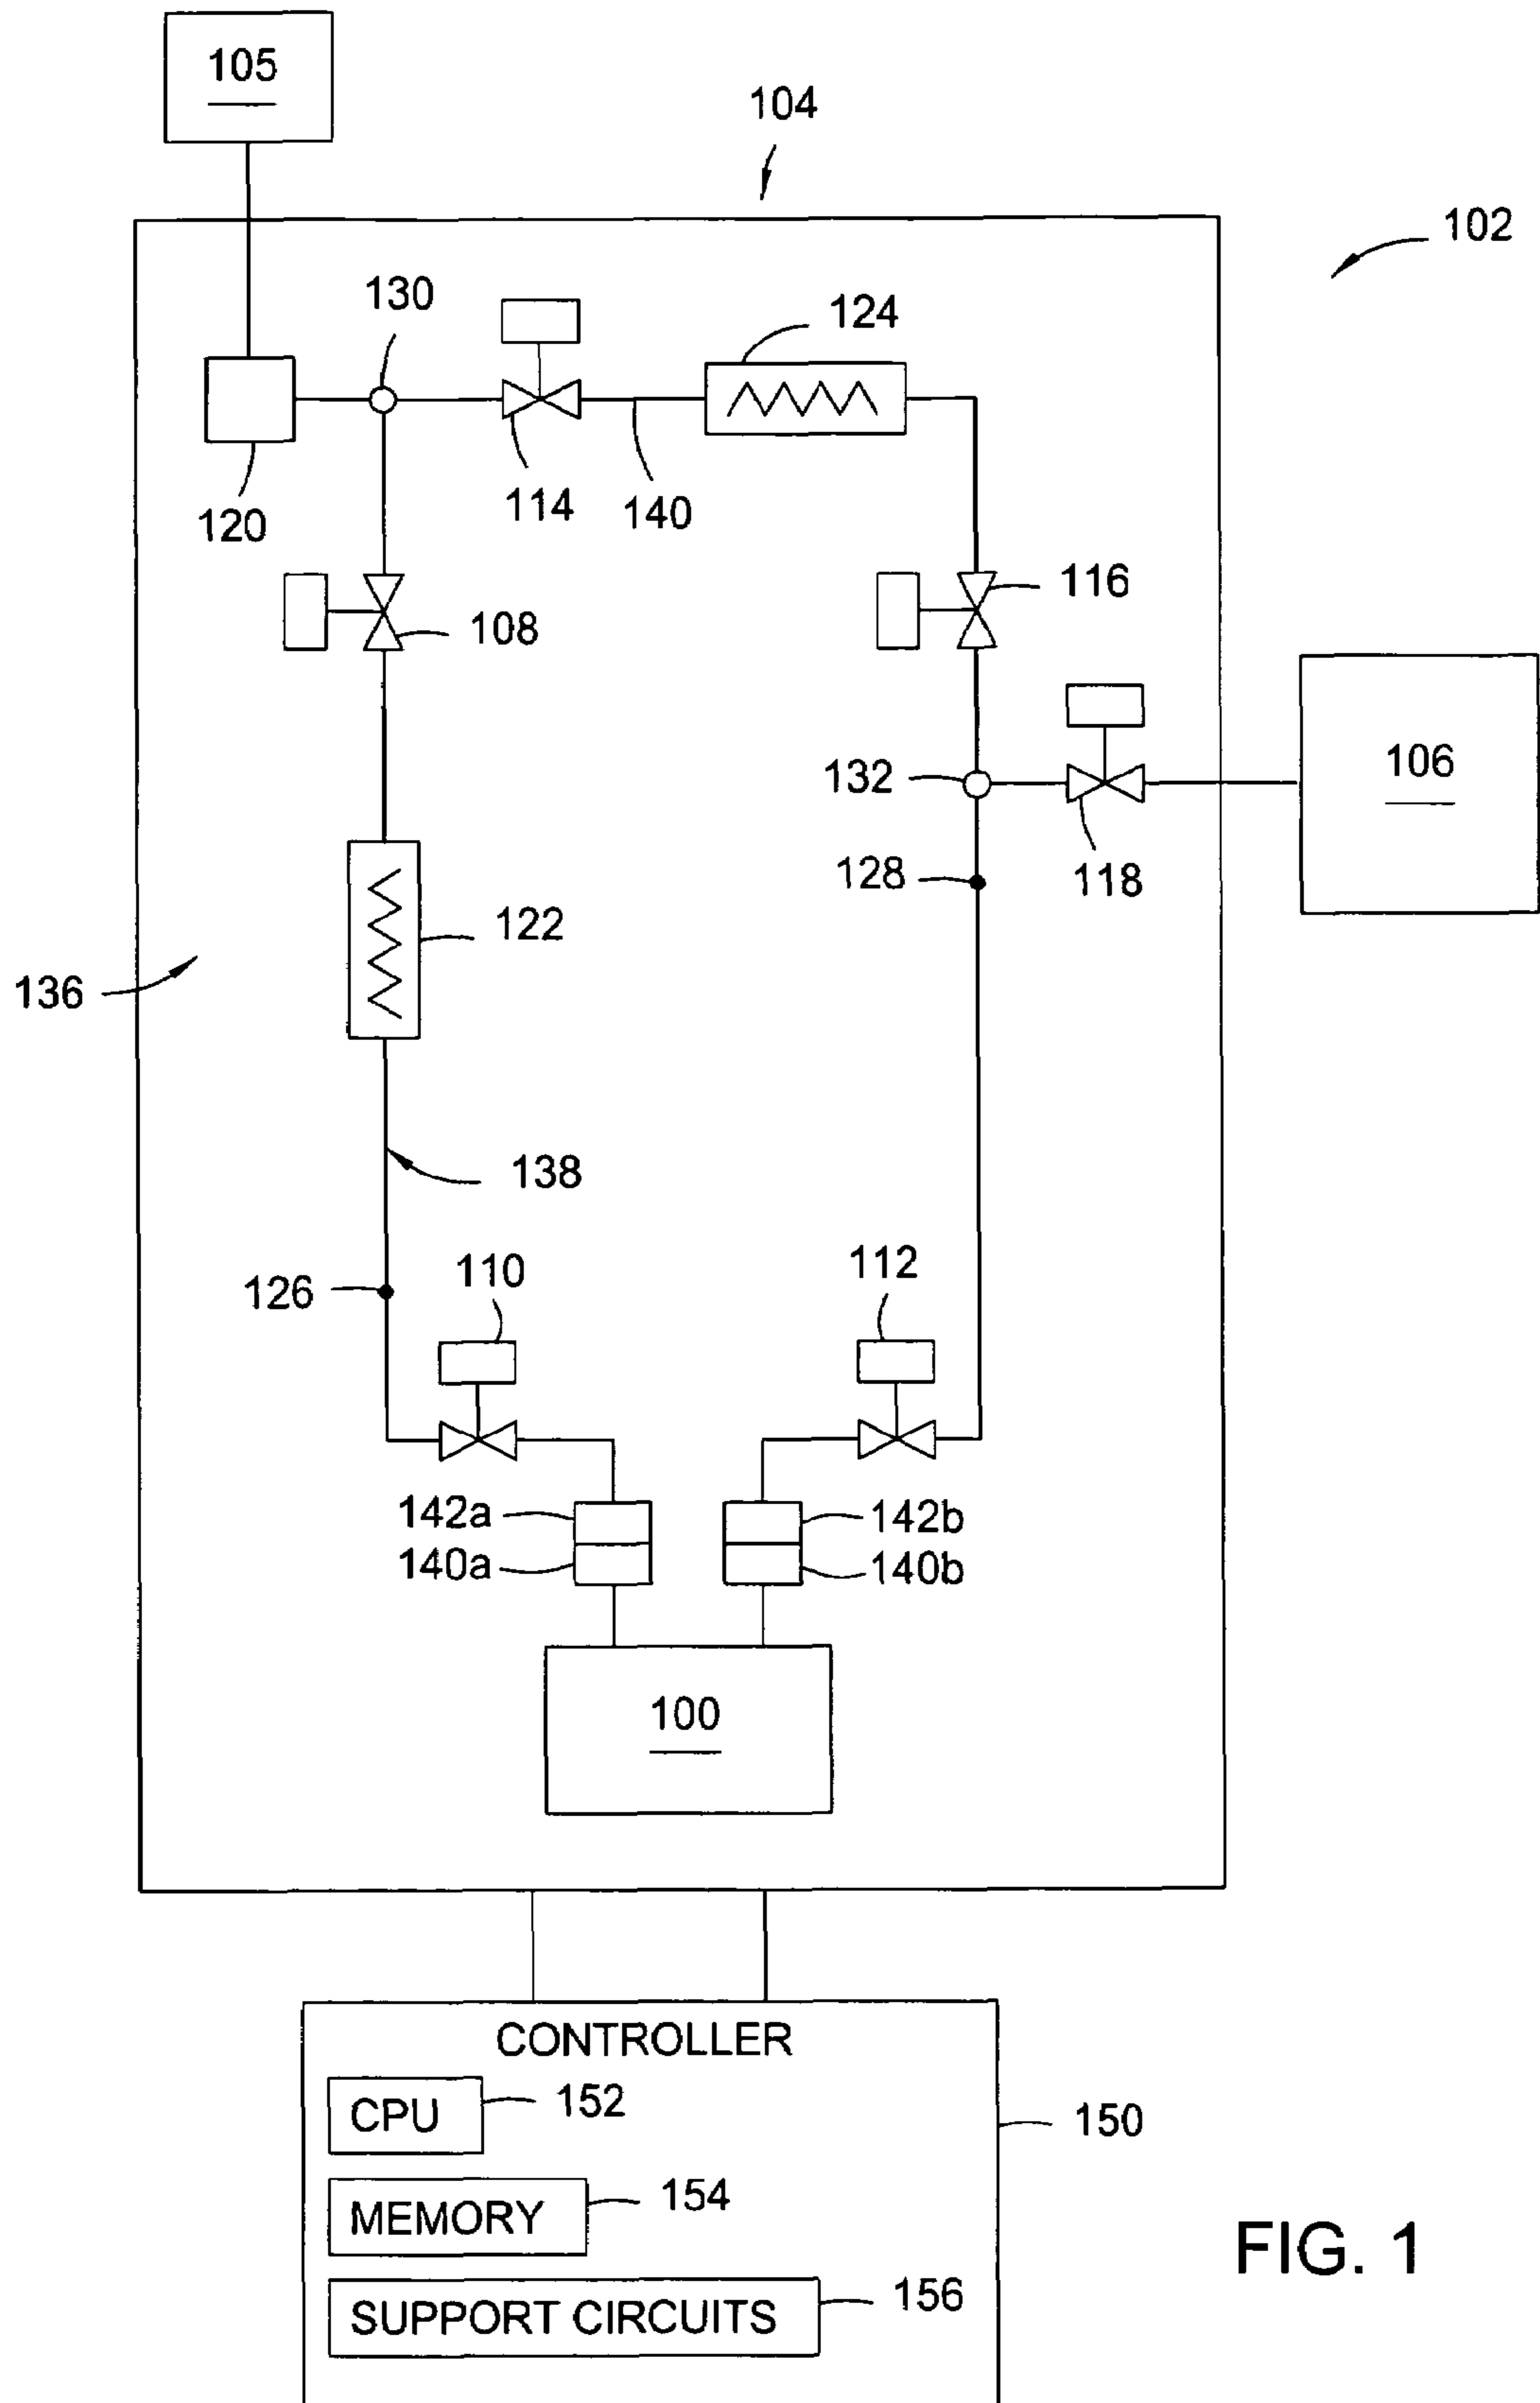 105
104
102
130
124
114
140
120
116
108
132
106
128
118
122
136
138
110
112
126
142a
142b
140a
140b
100
CONTROLLER
CPU
152
150
MEMORY
154
SUPPORT CIRCUITS
156
FIG. 1